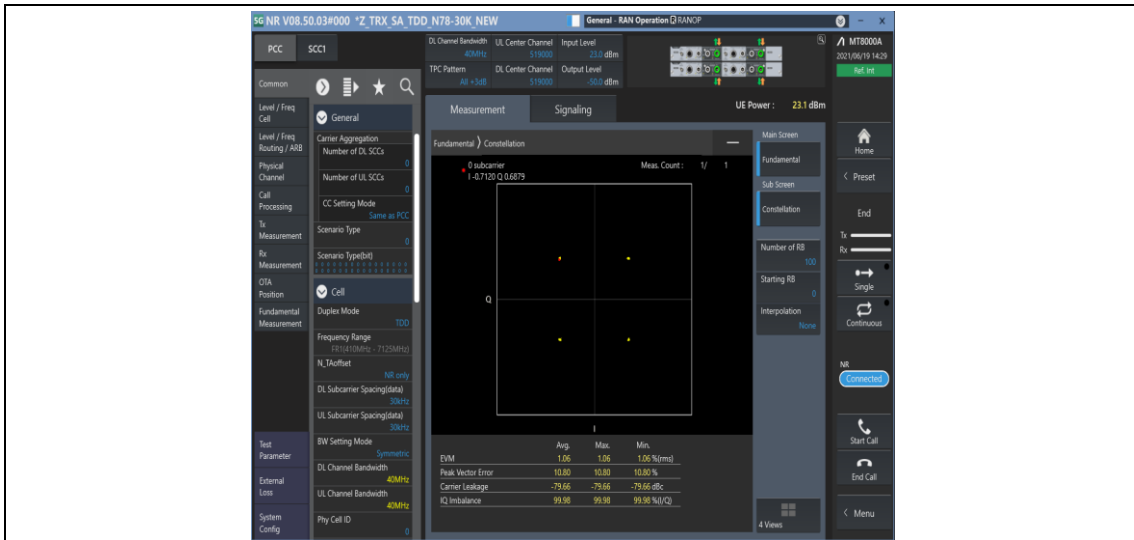 5G NR V08.50.03#000 *Z_TRX_SA_TDD_N78-30K_NEW
General - RAN Operation RANOP
PCC
SCC1
DL Channel Bandwidth
40MHz
UL Center Channel
519000
Input Level
23.0 dBm
TPC Pattern
All +3dB
DL Center Channel
519000
Output Level
-50.0 dBm
MT8000A
2021/06/19 14:29
Ref. Int
Common
Level / Freq
Cell
Level / Freq
Routing / ARB
Physical
Channel
Call
Processing
Tx
Measurement
Rx
Measurement
OTA
Position
Fundamental
Measurement
Test
Parameter
External
Loss
System
Config
General
Carrier Aggregation
Number of DL SCCs
0
Number of UL SCCs
0
CC Setting Mode
Same as PCC
Scenario Type
0
Scenario Type(bit)
Cell
Duplex Mode
TDD
Frequency Range
FR1(410MHz - 7125MHz)
N_TAoffset
NR only
DL Subcarrier Spacing(data)
30kHz
UL Subcarrier Spacing(data)
30kHz
BW Setting Mode
Symmetric
DL Channel Bandwidth
40MHz
UL Channel Bandwidth
40MHz
Phy Cell ID
0
Measurement
Signaling
UE Power : 23.1 dBm
Fundamental 〉 Constellation
0 subcarrier
Meas. Count : 1/ 1
I -0.7120 Q 0.6879
Q
I
Avg. Max. Min.
EVM 1.06 1.06 1.06 %(rms)
Peak Vector Error 10.80 10.80 10.80 %
Carrier Leakage -79.66 -79.66 -79.66 dBc
IQ Imbalance 99.98 99.98 99.98 %(I/Q)
Main Screen
Fundamental
Sub Screen
Constellation
Number of RB
100
Starting RB
0
Interpolation
None
4 Views
Home
Preset
End
Tx
Rx
Single
Continuous
NR
Connected
Start Call
End Call
Menu